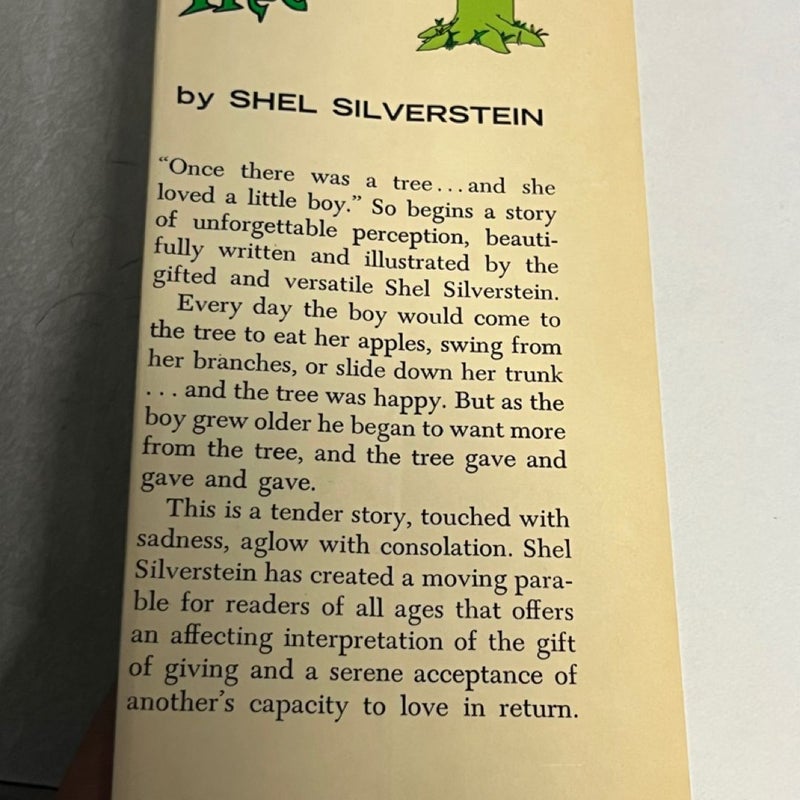 Tree
by SHEL SILVERSTEIN
“Once there was a tree...and she
loved a little boy.” So begins a story
of unforgettable perception, beauti-
fully written and illustrated by the
gifted and versatile Shel Silverstein.
Every day the boy would come to
the tree to eat her apples, swing from
her branches, or slide down her trunk
...and the tree was happy. But as the
boy grew older he began to want more
from the tree, and the tree gave and
gave and gave.
This is a tender story, touched with
sadness, aglow with consolation. Shel
Silverstein has created a moving para-
ble for readers of all ages that offers
an affecting interpretation of the gift
of giving and a serene acceptance of
another’s capacity to love in return.